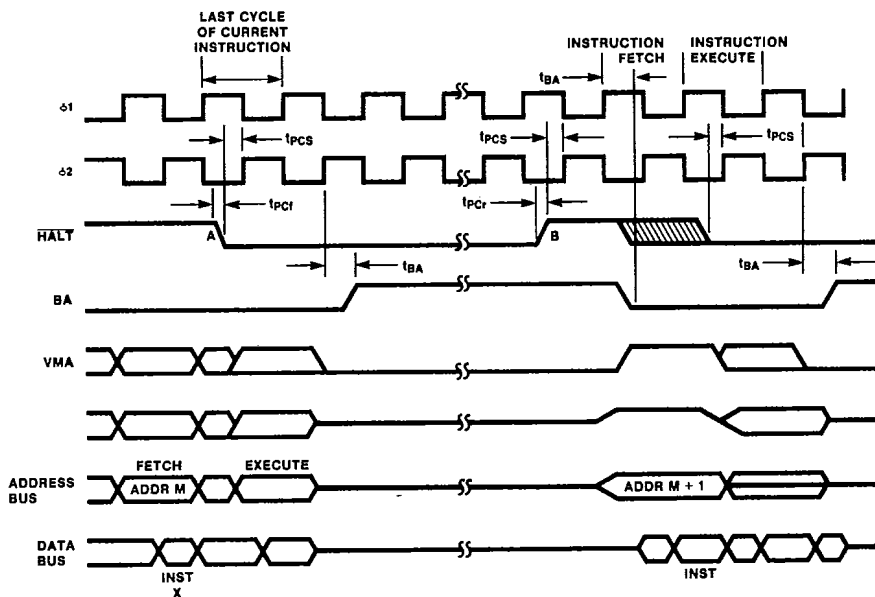 LAST CYCLE
OF CURRENT
INSTRUCTION
INSTRUCTION
FETCH
INSTRUCTION
EXECUTE
tBA
ϕ1
tPCS
tPCS
tPCS
ϕ2
tPCf
tPCr
HALT
A
B
tBA
tBA
BA
VMA
FETCH
EXECUTE
ADDRESS
BUS
ADDR M
ADDR M + 1
DATA
BUS
INST
X
INST